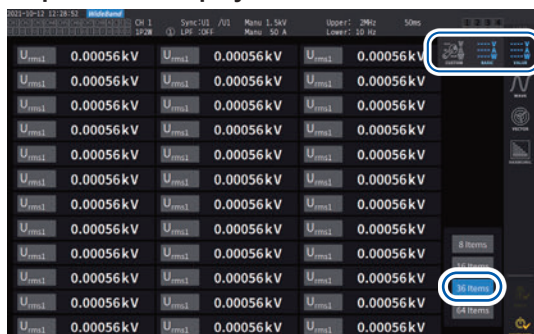 2021-10-12 12:28:52 WideBand CH 1 Sync:U1 /U1 Manu 1.5kV Upper: 2MHz 50ms
1P2W ① LPF :OFF Manu 50 A Lower: 10 Hz
CUSTOM BASIC VALUE
Urms1 0.00056kV Urms1 0.00056kV Urms1 0.00056kV
Urms1 0.00056kV Urms1 0.00056kV Urms1 0.00056kV
WAVE
Urms1 0.00056kV Urms1 0.00056kV Urms1 0.00056kV
Urms1 0.00056kV Urms1 0.00056kV Urms1 0.00056kV
VECTOR
Urms1 0.00056kV Urms1 0.00056kV Urms1 0.00056kV
Urms1 0.00056kV Urms1 0.00056kV Urms1 0.00056kV
Urms1 0.00056kV Urms1 0.00056kV Urms1 0.00056kV
Urms1 0.00056kV Urms1 0.00056kV Urms1 0.00056kV
Urms1 0.00056kV Urms1 0.00056kV Urms1 0.00056kV
8 Items
Urms1 0.00056kV Urms1 0.00056kV Urms1 0.00056kV
16 Items
Urms1 0.00056kV Urms1 0.00056kV Urms1 0.00056kV
36 Items
Urms1 0.00056kV Urms1 0.00056kV Urms1 0.00056kV
64 Items